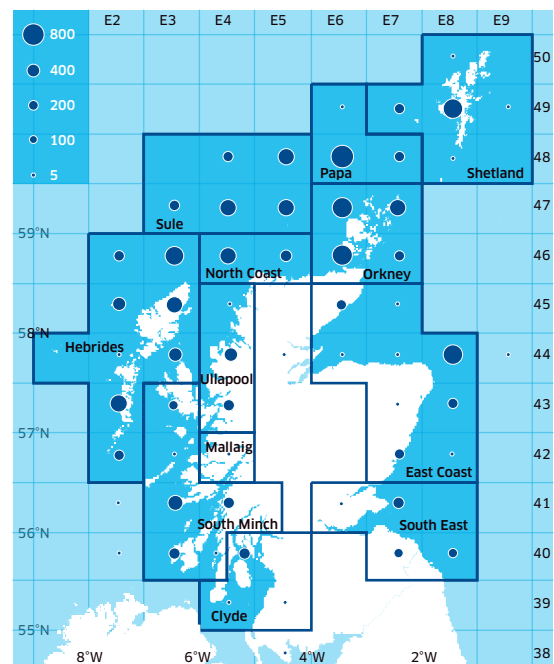 E2 E3 E4 E5 E6 E7 E8 E9
800
400
200
100
5
50
49
48
Papa
Shetland
47
Sule
59°N
46
North Coast
Orkney
45
58°N
Hebrides
44
Ullapool
43
57°N
Mallaig
42
East Coast
41
South Minch
South East
56°N
40
39
Clyde
55°N
8°W 6°W 4°W 2°W
38